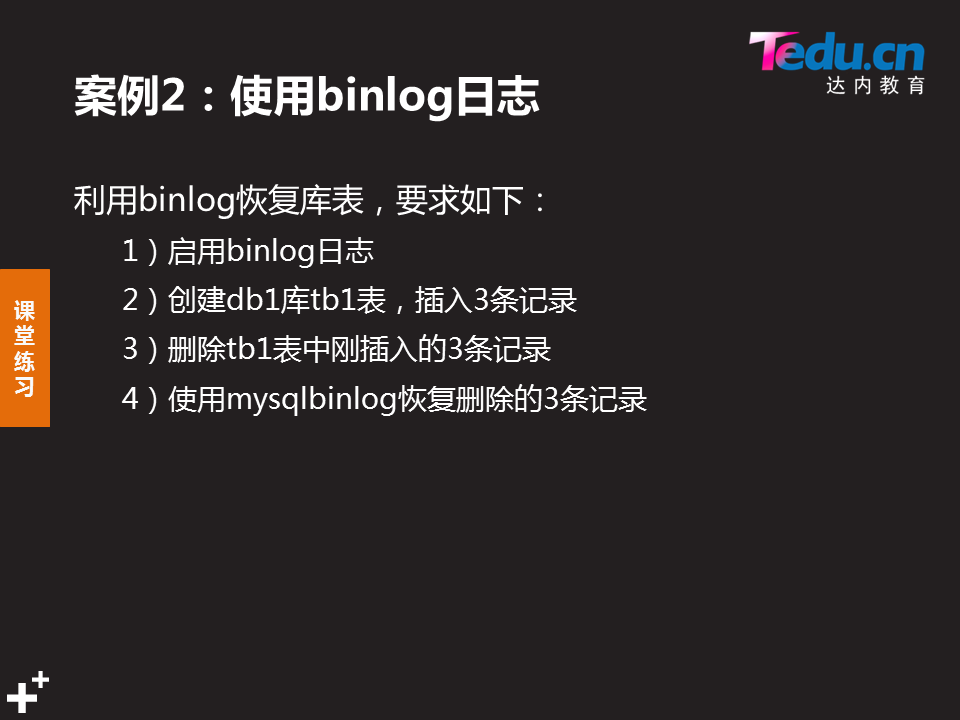 Tedu.cn
达内教育
案例2：使用binlog日志
利用binlog恢复库表，要求如下：
1）启用binlog日志
2）创建db1库tb1表，插入3条记录
3）删除tb1表中刚插入的3条记录
4）使用mysqlbinlog恢复删除的3条记录
课
堂
练
习